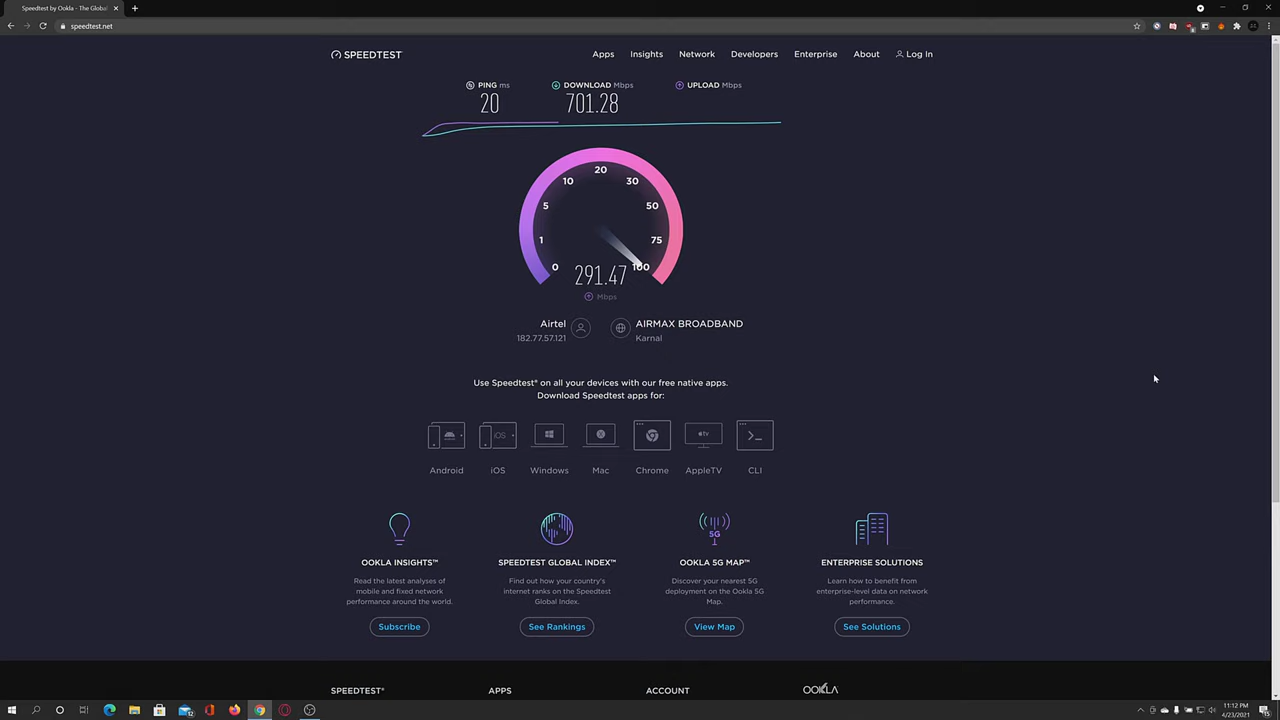 Speedtest by Ookla - The Global
speedtest.net
SPEEDTEST
Apps Insights Network Developers Enterprise About Log In
PING ms DOWNLOAD Mbps UPLOAD Mbps
20 701.28
0 1 5 10 20 30 50 75 100
291.47
Mbps
Airtel
182.77.57.121
AIRMAX BROADBAND
Karnal
Use Speedtest® on all your devices with our free native apps.
Download Speedtest apps for:
iOS
tv
Android iOS Windows Mac Chrome AppleTV CLI
5G
OOKLA INSIGHTS™
Read the latest analyses of
mobile and fixed network
performance around the world.
Subscribe
SPEEDTEST GLOBAL INDEX™
Find out how your country's
internet ranks on the Speedtest
Global Index.
See Rankings
OOKLA 5G MAP™
Discover your nearest 5G
deployment on the Ookla 5G
Map.
View Map
ENTERPRISE SOLUTIONS
Learn how to benefit from
enterprise-level data on network
performance.
See Solutions
SPEEDTEST® APPS ACCOUNT OOKLA
11:12 PM
4/23/2021